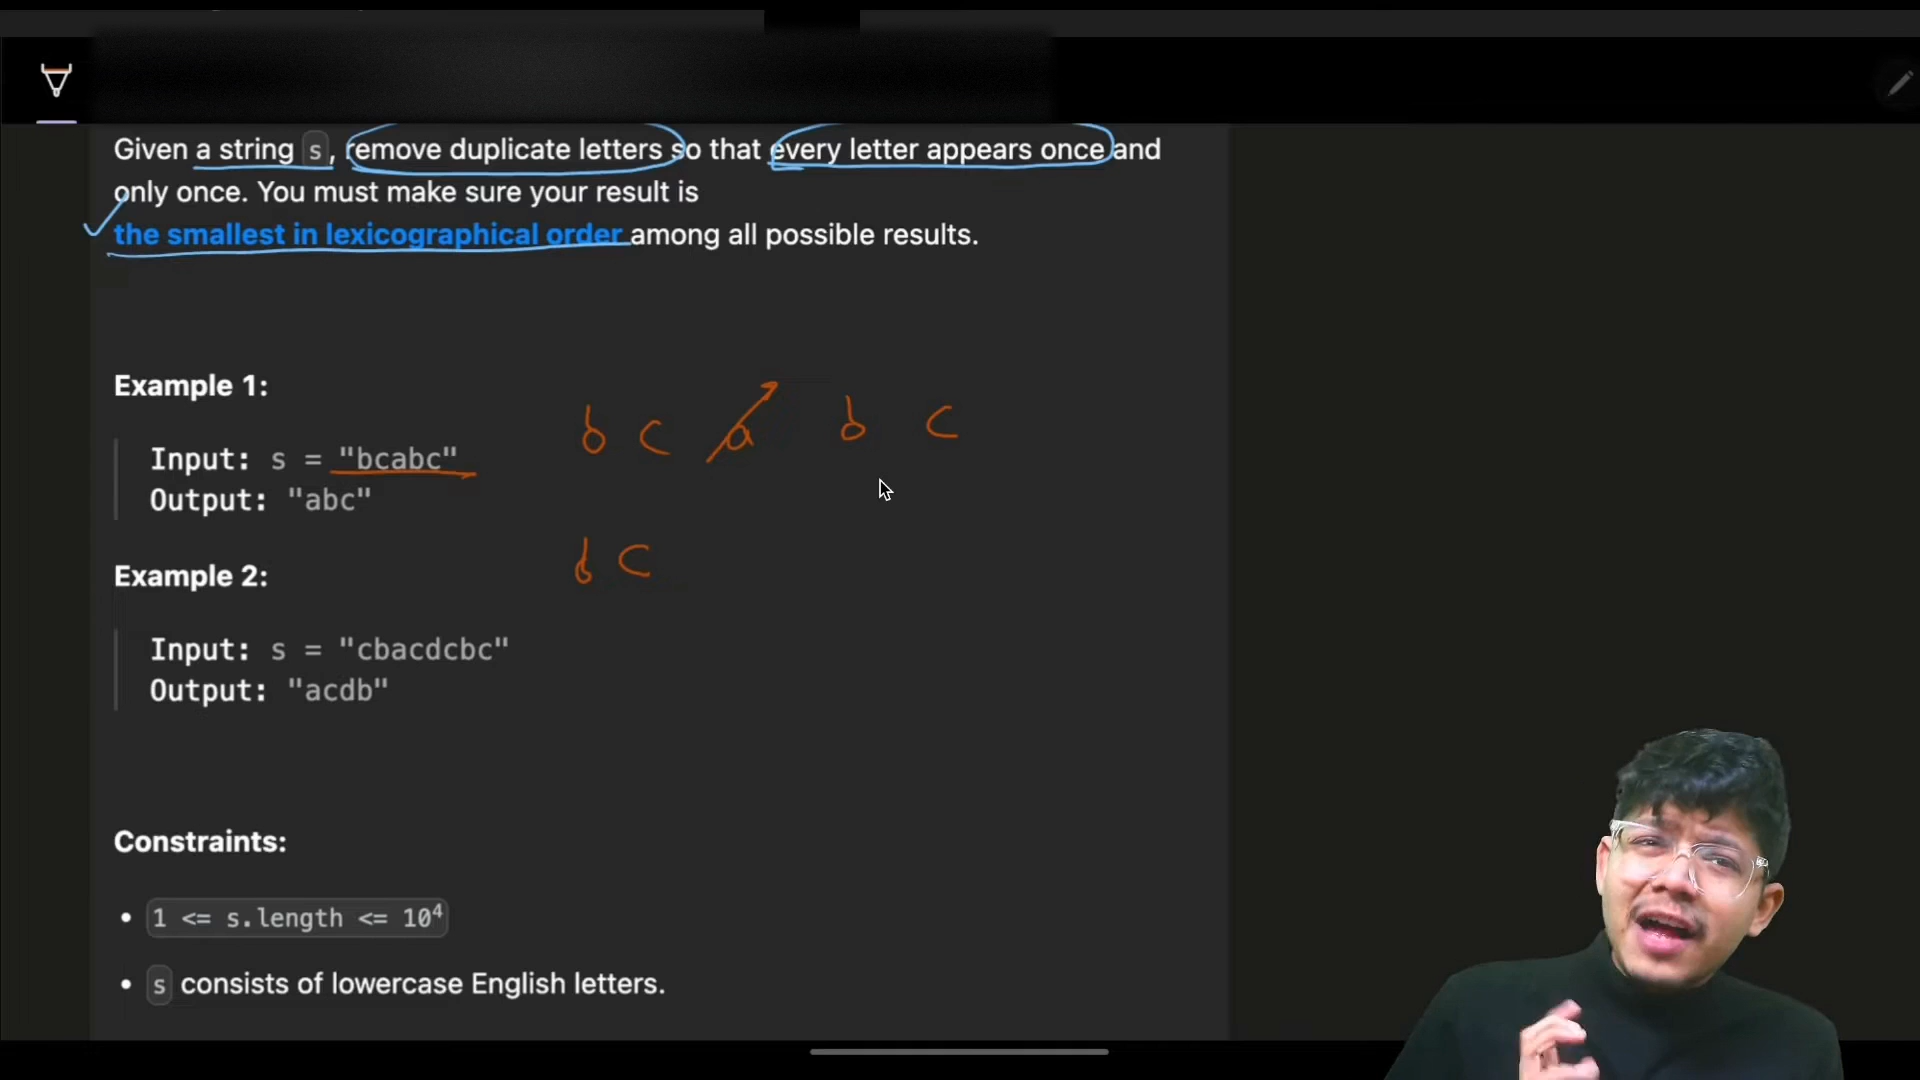 Given a string s, remove duplicate letters so that every letter appears once and
only once. You must make sure your result is
the smallest in lexicographical order among all possible results.
Example 1:
b c a b c
Input: s = "bcabc"
Output: "abc"
b c
Example 2:
Input: s = "cbacdcbc"
Output: "acdb"
Constraints:
• 1 <= s.length <= 10⁴
• s consists of lowercase English letters.